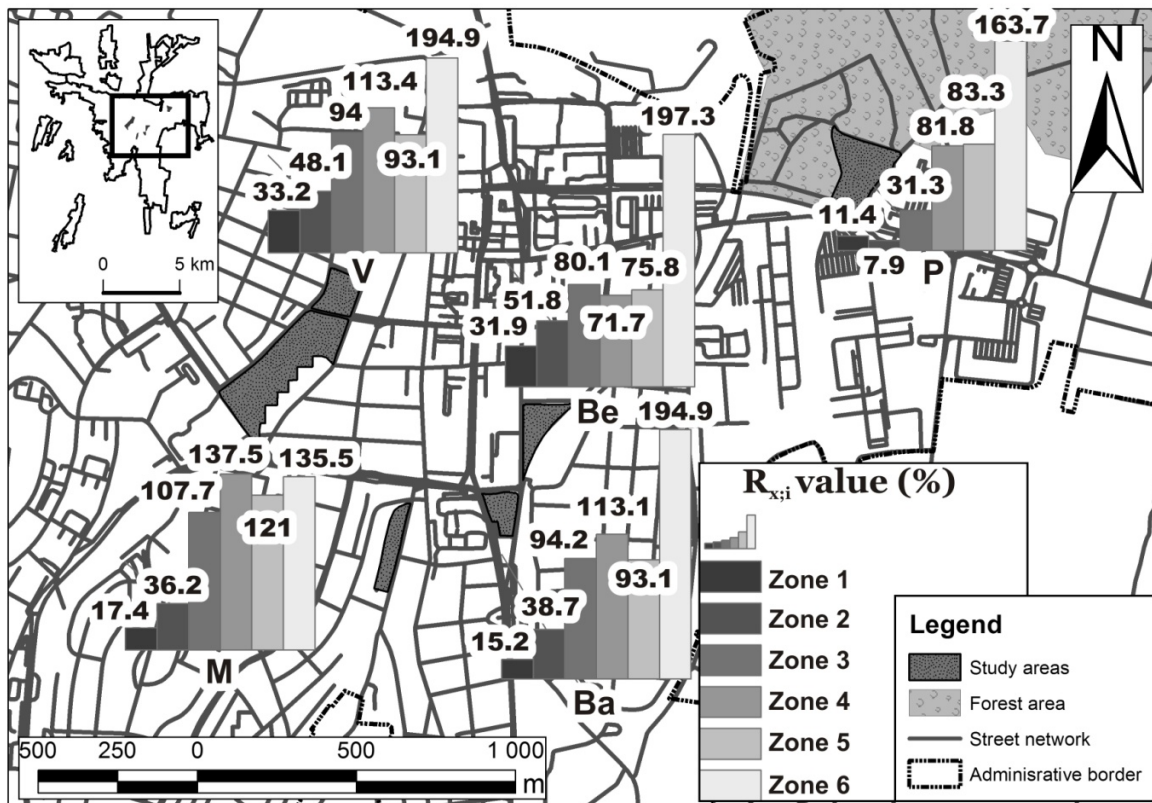 0 5 km
194.9
113.4
94
93.1
48.1
33.2
V
197.3
80.1
75.8
51.8
71.7
31.9
Be
163.7
83.3
81.8
31.3
11.4
7.9
P
N
137.5
135.5
107.7
121
36.2
17.4
M
194.9
113.1
94.2
93.1
38.7
15.2
Ba
R x;i value (%)
Zone 1
Zone 2
Zone 3
Zone 4
Zone 5
Zone 6
Legend
Study areas
Forest area
Street network
Adminisrative border
500 250 0 500 1 000
m